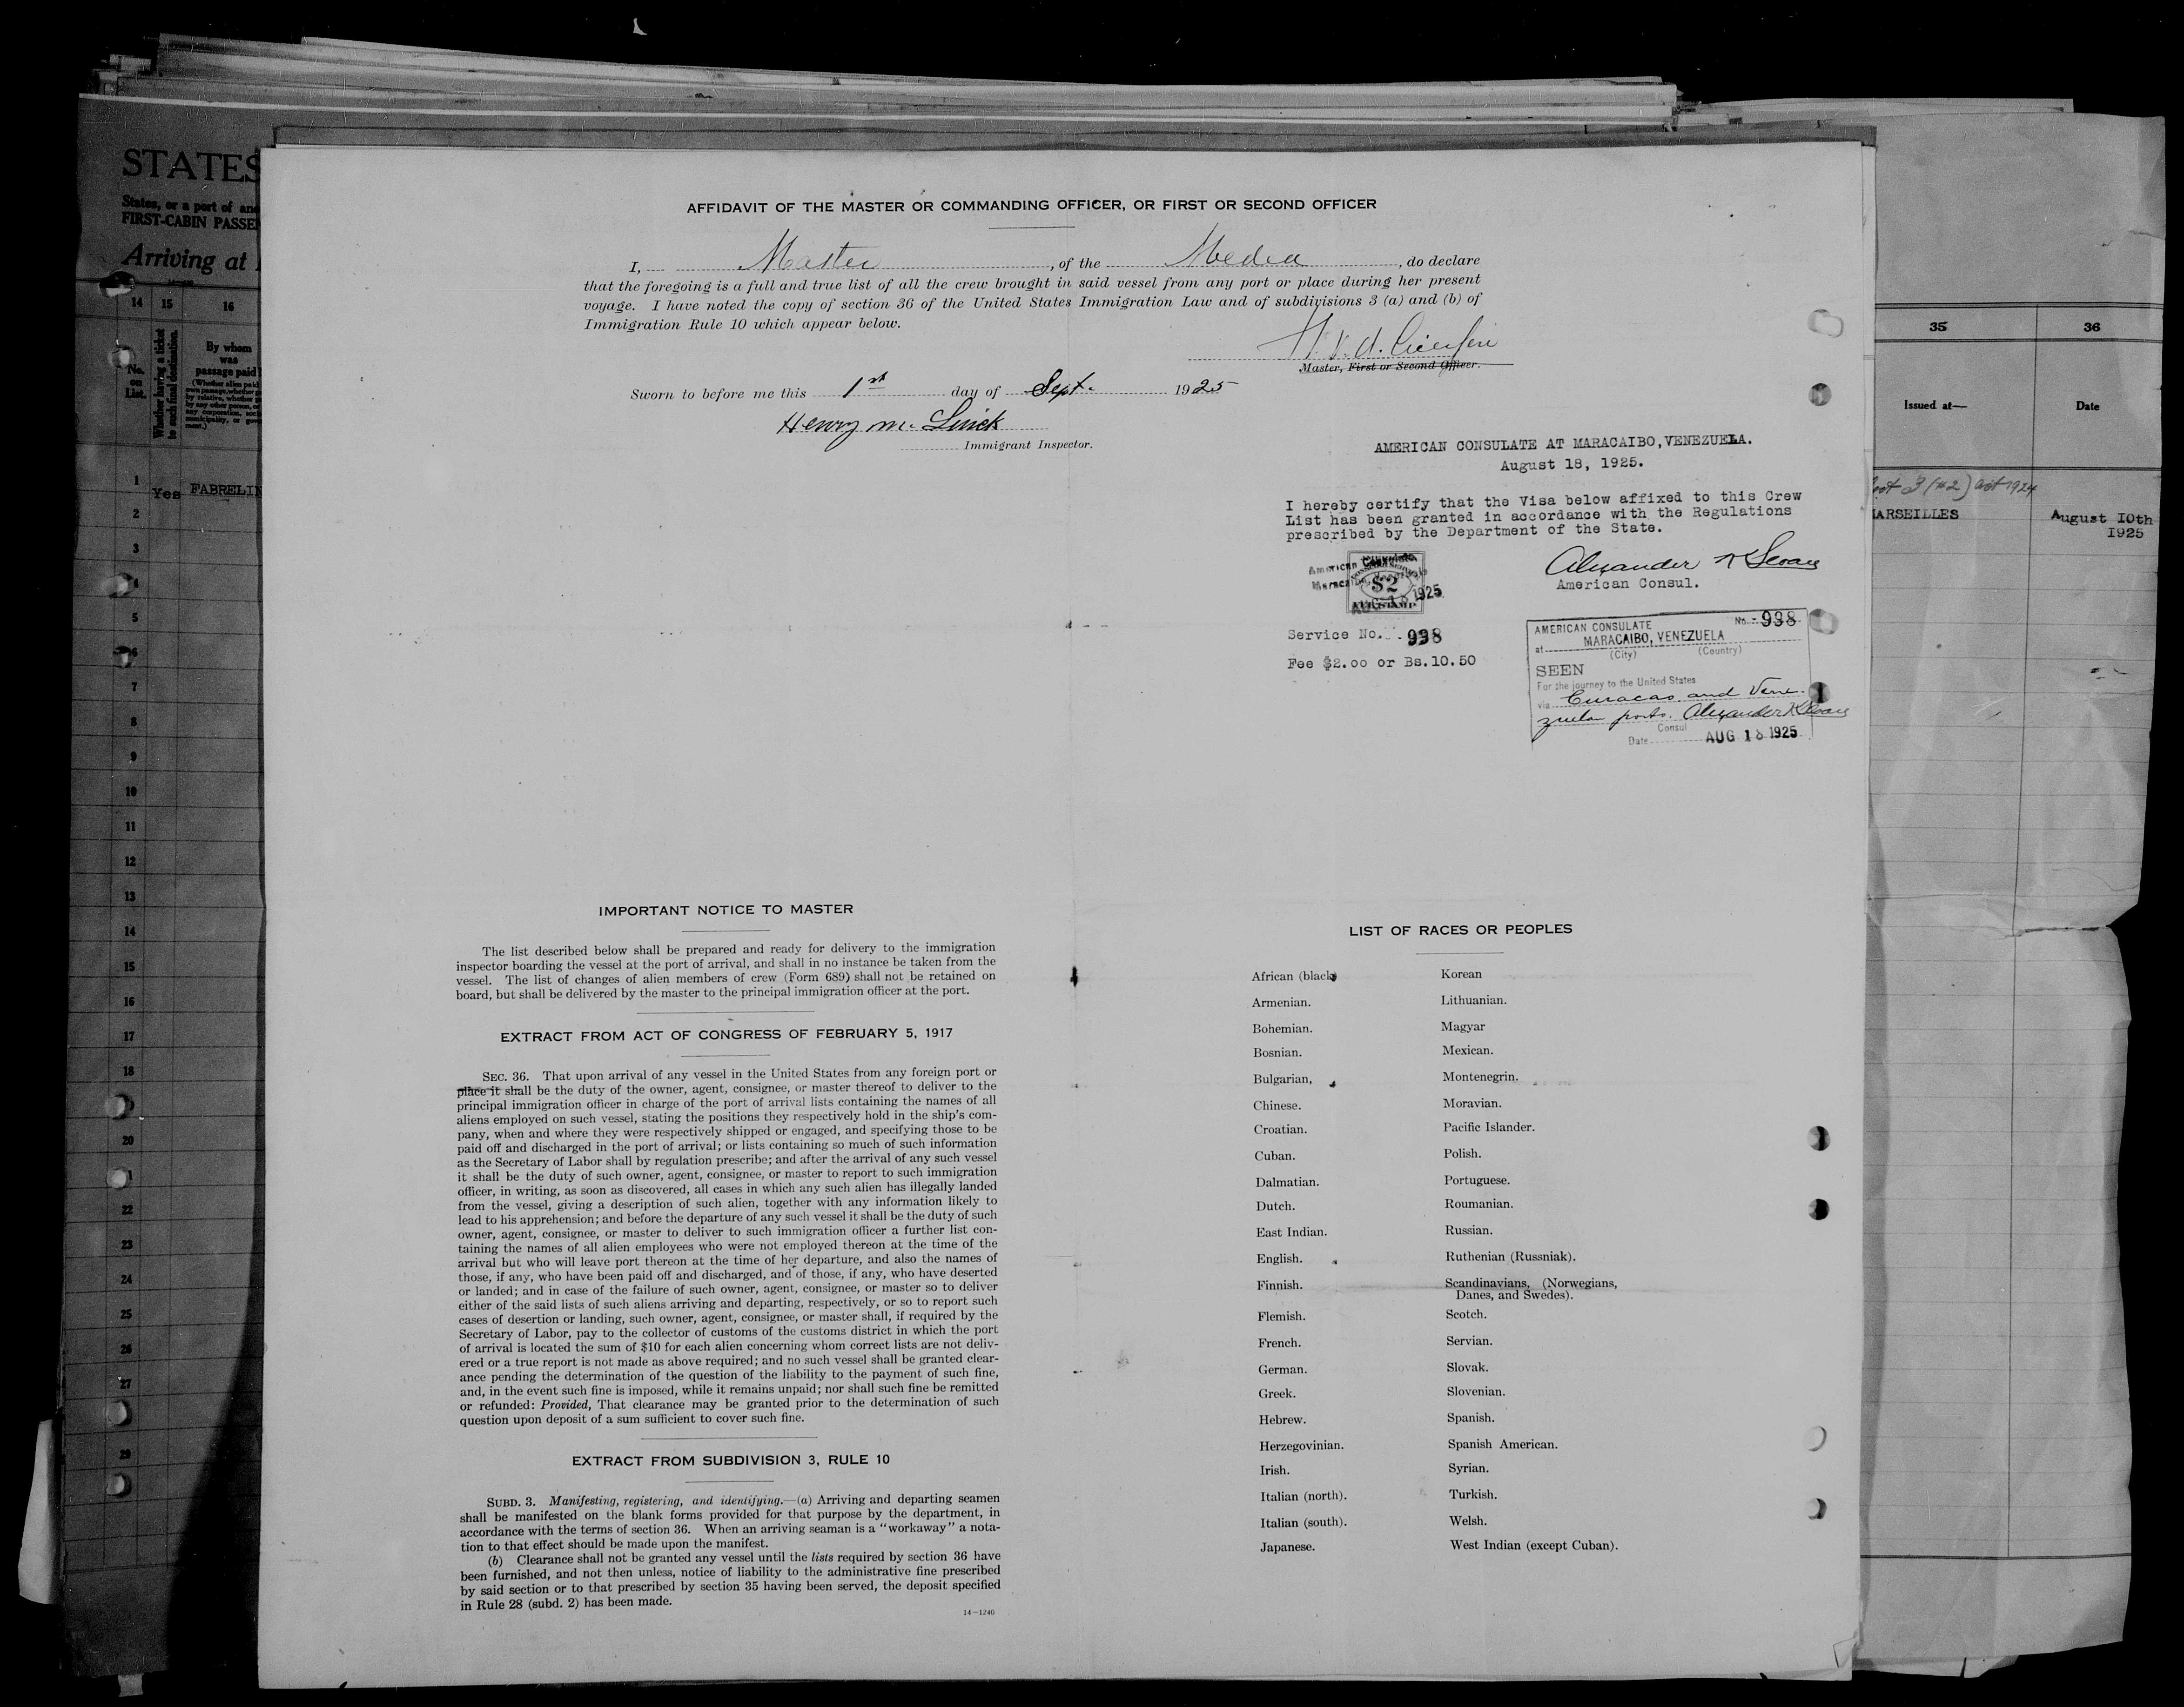 STATES
States, or a port of
FIRST-CABIN
Arriving at
14 15 16
No. on List.
Whether having a ticket to such final destination.
By whom was passage paid
1 Yes
2
3
4
5
6
7
8
9
10
11
12
13
14
15
16
17
18
20
22
23
24
25
26
27
29
AFFIDAVIT OF THE MASTER OR COMMANDING OFFICER, OR FIRST OR SECOND OFFICER
I, Master, of the Medea, do declare
that the foregoing is a full and true list of all the crew brought in said vessel from any port or place during her present
voyage. I have noted the copy of section 36 of the United States Immigration Law and of subdivisions 3 (a) and (b) of
Immigration Rule 10 which appear below.
Master, First or Second Officer.
Sworn to before me this 1st day of Sept. 1925
Henry M.
Immigrant Inspector.
AMERICAN CONSULATE AT MARACAIBO, VENEZUELA.
August 18, 1925.
I hereby certify that the Visa below affixed to this Crew
List has been granted in accordance with the Regulations
prescribed by the Department of the State.
Alexander K Sloan
American Consul.
American Consulate
$2
1925
Service No. 998
Fee $2.00 or Bs.10.50
AMERICAN CONSULATE No. 998
at MARACAIBO, VENEZUELA
(City) (Country)
SEEN
For the journey to the United States
via Curacao and Vene-
zuelan ports. Alexander K Sloan
Consul
Date AUG 18 1925
IMPORTANT NOTICE TO MASTER
The list described below shall be prepared and ready for delivery to the immigration
inspector boarding the vessel at the port of arrival, and shall in no instance be taken from the
vessel. The list of changes of alien members of crew (Form 689) shall not be retained on
board, but shall be delivered by the master to the principal immigration officer at the port.
EXTRACT FROM ACT OF CONGRESS OF FEBRUARY 5, 1917
SEC. 36. That upon arrival of any vessel in the United States from any foreign port or
place it shall be the duty of the owner, agent, consignee, or master thereof to deliver to the
principal immigration officer in charge of the port of arrival lists containing the names of all
aliens employed on such vessel, stating the positions they respectively hold in the ship's com-
pany, when and where they were respectively shipped or engaged, and specifying those to be
paid off and discharged in the port of arrival; or lists containing so much of such information
as the Secretary of Labor shall by regulation prescribe; and after the arrival of any such vessel
it shall be the duty of such owner, agent, consignee, or master to report to such immigration
officer, in writing, as soon as discovered, all cases in which any such alien has illegally landed
from the vessel, giving a description of such alien, together with any information likely to
lead to his apprehension; and before the departure of any such vessel it shall be the duty of such
owner, agent, consignee, or master to deliver to such immigration officer a further list con-
taining the names of all alien employees who were not employed thereon at the time of the
arrival but who will leave port thereon at the time of her departure, and also the names of
those, if any, who have been paid off and discharged, and of those, if any, who have deserted
or landed; and in case of the failure of such owner, agent, consignee, or master so to deliver
either of the said lists of such aliens arriving and departing, respectively, or so to report such
cases of desertion or landing, such owner, agent, consignee, or master shall, if required by the
Secretary of Labor, pay to the collector of customs of the customs district in which the port
of arrival is located the sum of $10 for each alien concerning whom correct lists are not deliv-
ered or a true report is not made as above required; and no such vessel shall be granted clear-
ance pending the determination of the question of the liability to the payment of such fine,
and, in the event such fine is imposed, while it remains unpaid; nor shall such fine be remitted
or refunded: Provided, That clearance may be granted prior to the determination of such
question upon deposit of a sum sufficient to cover such fine.
EXTRACT FROM SUBDIVISION 3, RULE 10
SUBD. 3. Manifesting, registering, and identifying.—(a) Arriving and departing seamen
shall be manifested on the blank forms provided for that purpose by the department, in
accordance with the terms of section 36. When an arriving seaman is a "workaway" a nota-
tion to that effect should be made upon the manifest.
(b) Clearance shall not be granted any vessel until the lists required by section 36 have
been furnished, and not then unless, notice of liability to the administrative fine prescribed
by said section or to that prescribed by section 35 having been served, the deposit specified
in Rule 28 (subd. 2) has been made.
14—1246
LIST OF RACES OR PEOPLES
African (black)
Armenian.
Bohemian.
Bosnian.
Bulgarian,
Chinese.
Croatian.
Cuban.
Dalmatian.
Dutch.
East Indian.
English.
Finnish.
Flemish.
French.
German.
Greek.
Hebrew.
Herzegovinian.
Irish.
Italian (north).
Italian (south).
Japanese.
Korean
Lithuanian.
Magyar
Mexican.
Montenegrin.
Moravian.
Pacific Islander.
Polish.
Portuguese.
Roumanian.
Russian.
Ruthenian (Russniak).
Scandinavians, (Norwegians,
Danes, and Swedes).
Scotch.
Servian.
Slovak.
Slovenian.
Spanish.
Spanish American.
Syrian.
Turkish.
Welsh.
West Indian (except Cuban).
35 36
Issued at— Date
3 (#2) act 1924
MARSEILLES August 10th
1925